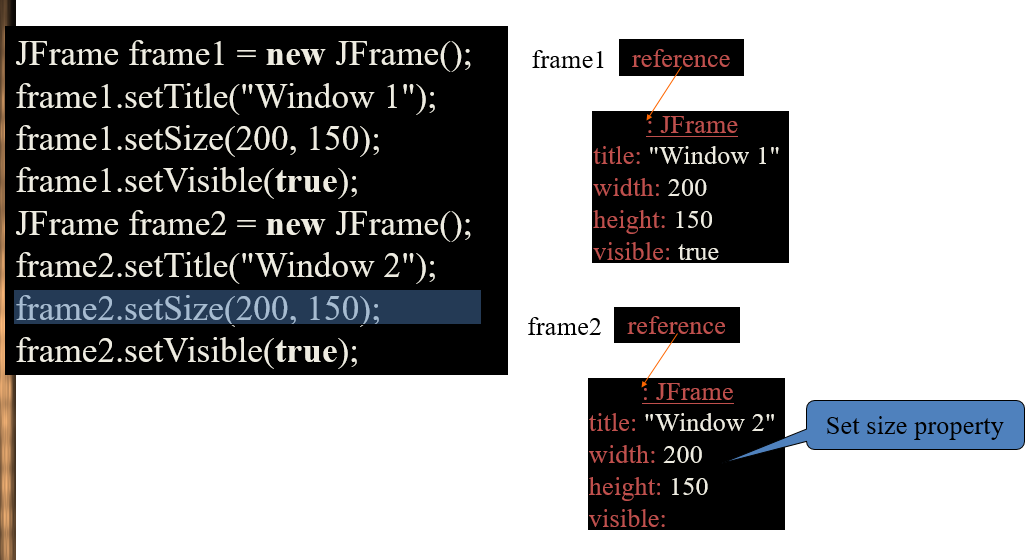 JFrame frame1 = new JFrame();
frame1.setTitle("Window 1");
frame1.setSize(200, 150);
frame1.setVisible(true);
JFrame frame2 = new JFrame();
frame2.setTitle("Window 2");
frame2.setSize(200, 150);
frame2.setVisible(true);
frame1 reference
: JFrame
title: "Window 1"
width: 200
height: 150
visible: true
frame2 reference
: JFrame
title: "Window 2"
width: 200
height: 150
visible:
Set size property